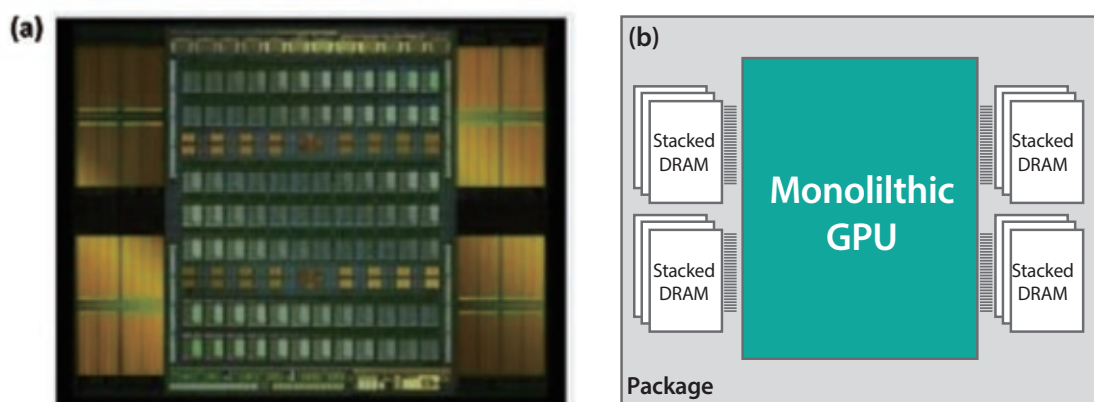 (a)
(b)
Stacked
DRAM
Stacked
DRAM
Monolilthic
GPU
Stacked
DRAM
Stacked
DRAM
Package